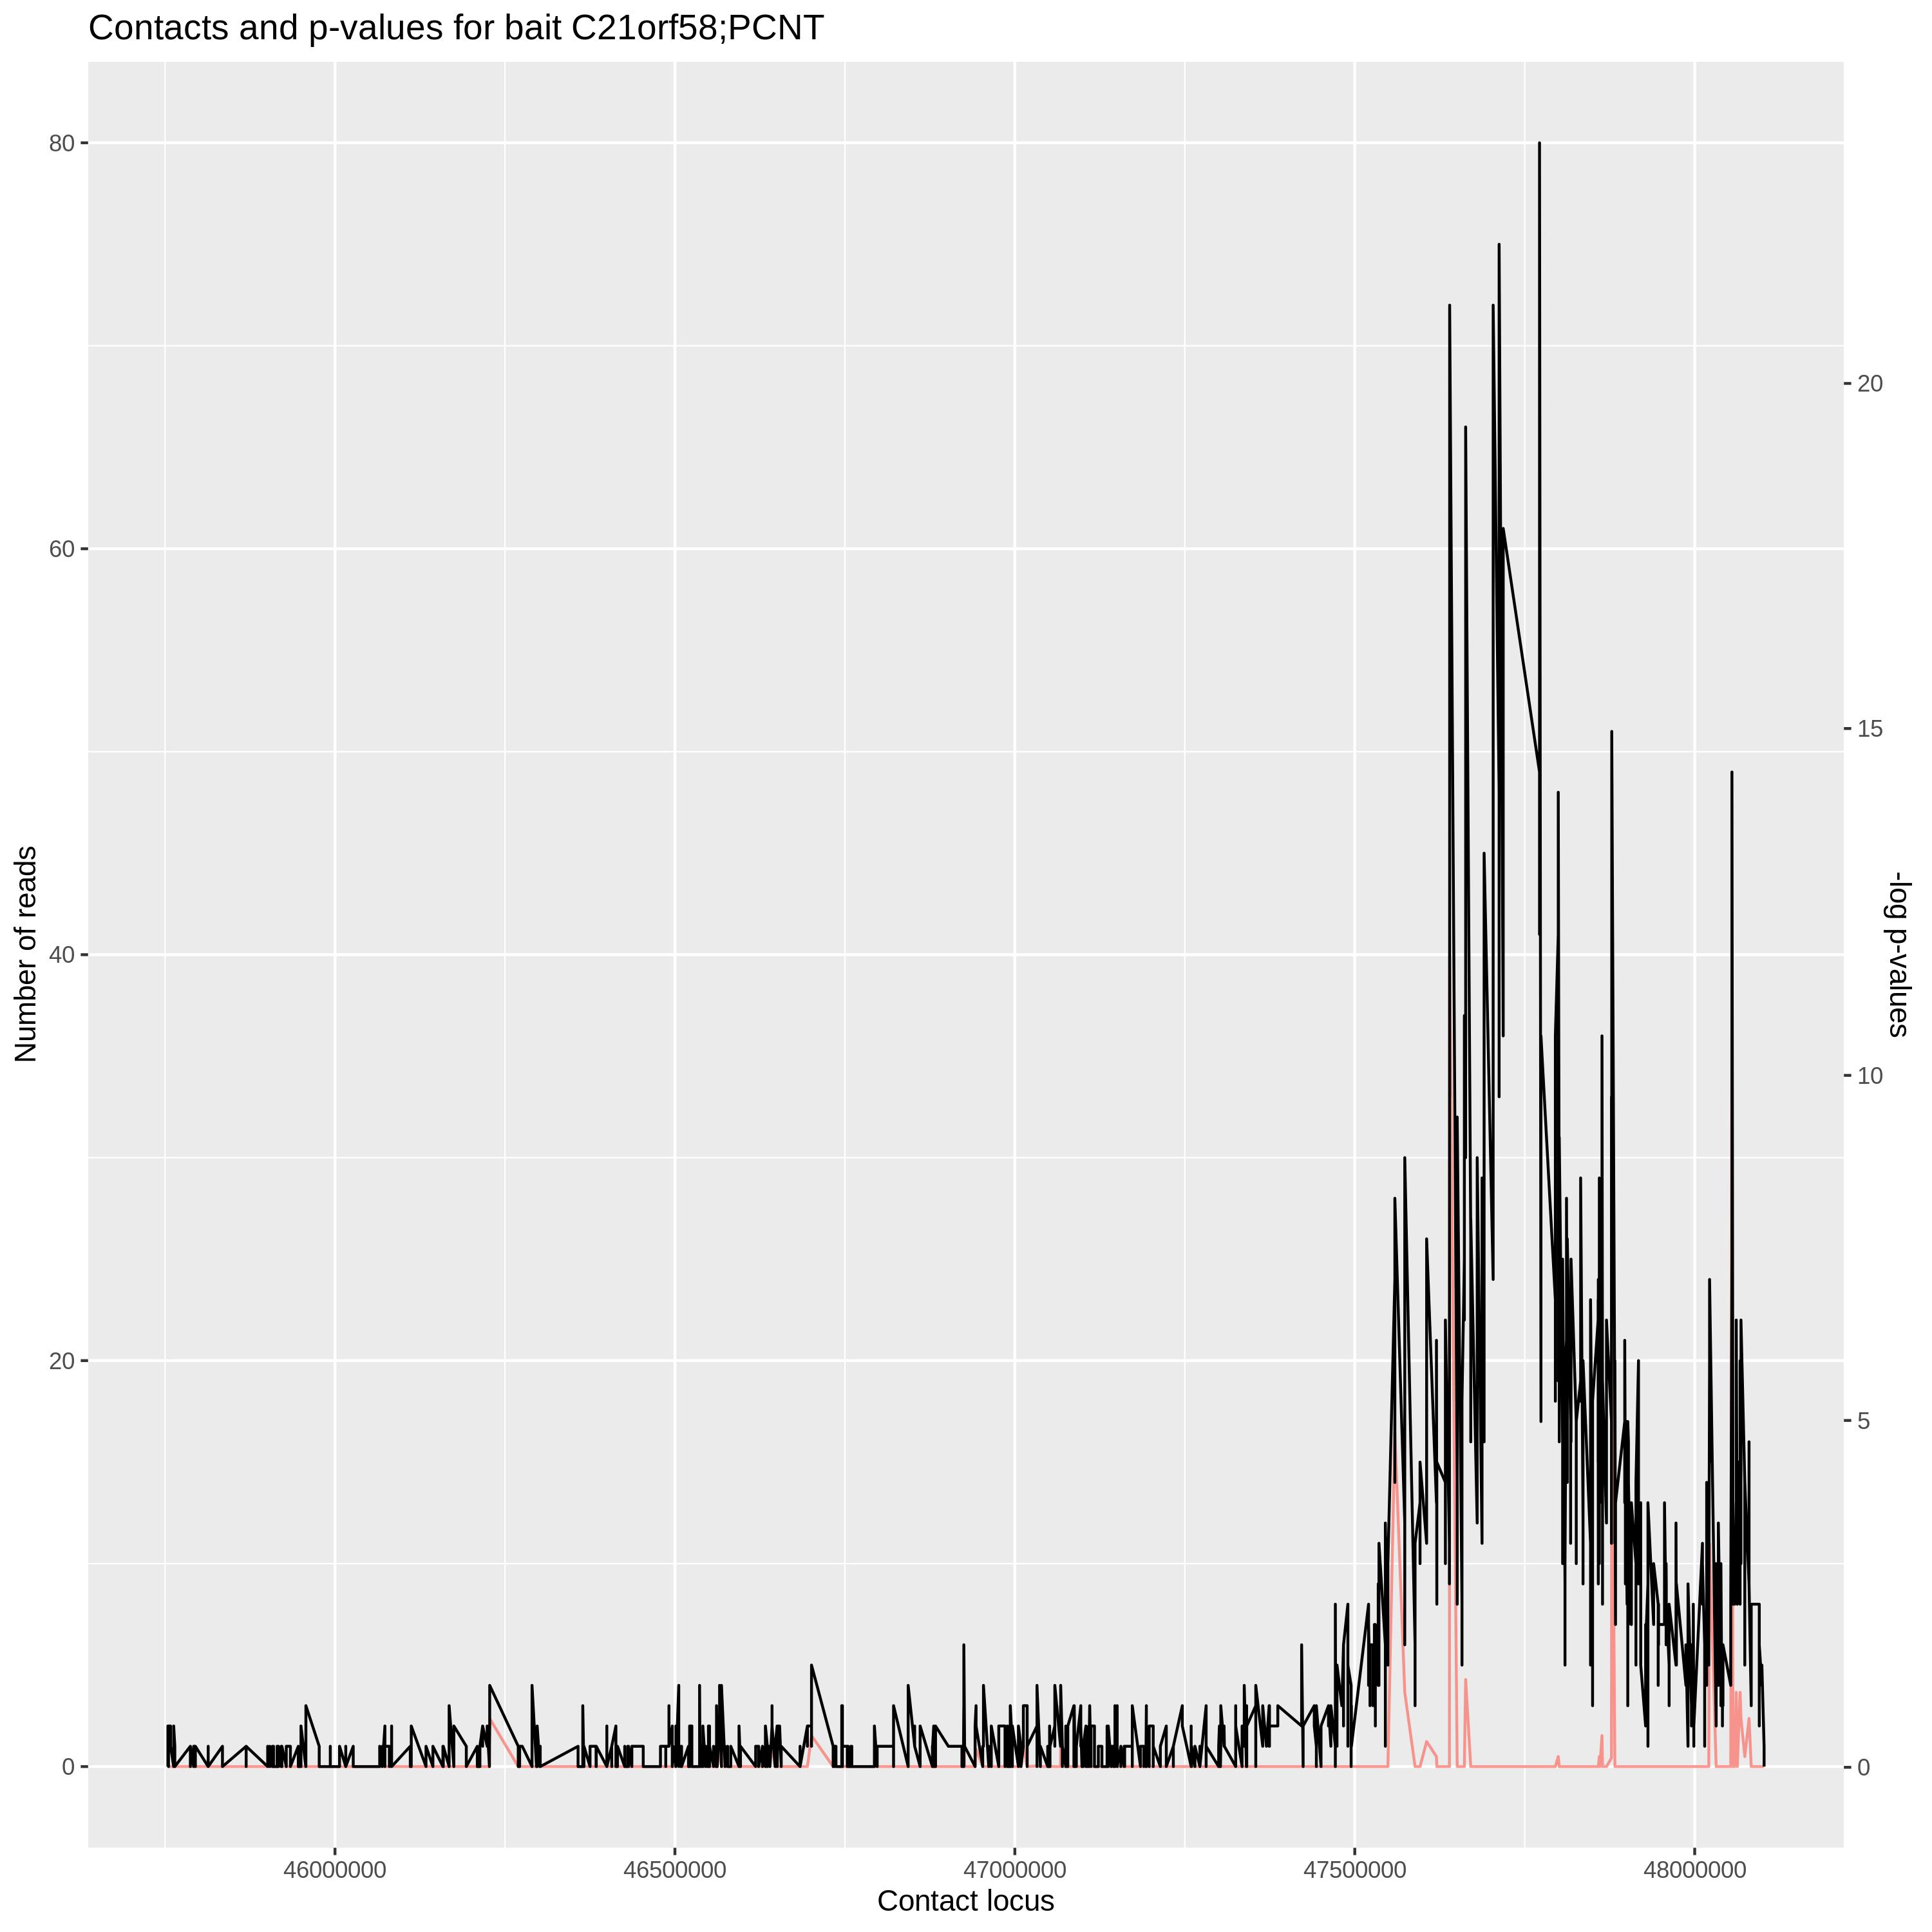 Contacts and p-values for bait C21orf58;PCNT
80
60
40
20
0
Number of reads
20
15
10
5
0
-log p-values
46000000 46500000 47000000 47500000 48000000
Contact locus